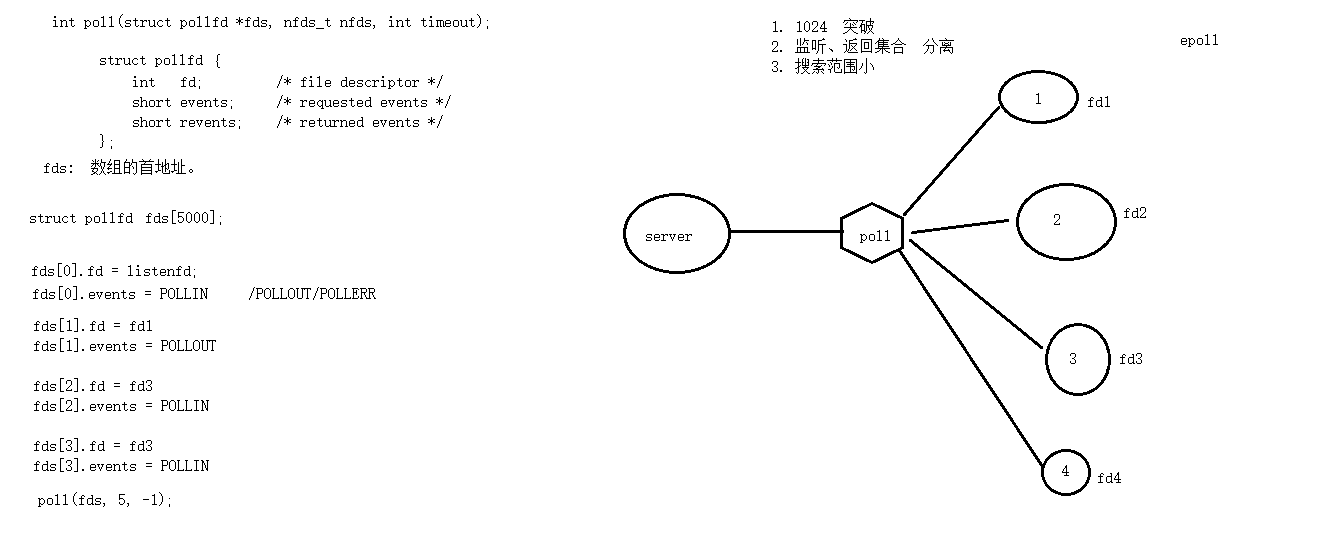 int poll(struct pollfd *fds, nfds_t nfds, int timeout);
struct pollfd {
int fd; /* file descriptor */
short events; /* requested events */
short revents; /* returned events */
};
fds: 数组的首地址。
struct pollfd fds[5000];
fds[0].fd = listenfd;
fds[0].events = POLLIN /POLLOUT/POLLERR
fds[1].fd = fd1
fds[1].events = POLLOUT
fds[2].fd = fd3
fds[2].events = POLLIN
fds[3].fd = fd3
fds[3].events = POLLIN
poll(fds, 5, -1);
1. 1024 突破
2. 监听、返回集合 分离
3. 搜索范围小
epoll
server
poll
1 fd1
2 fd2
3 fd3
4 fd4